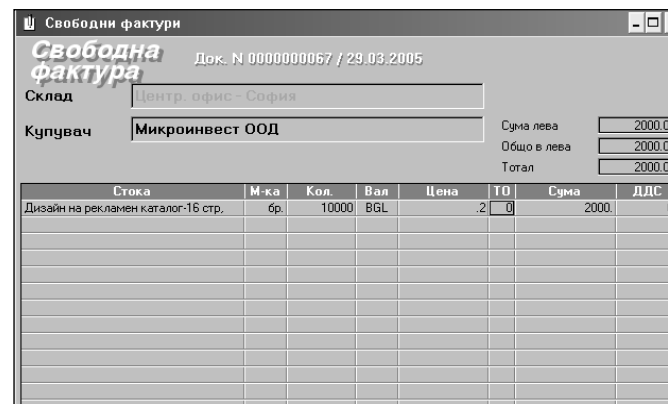 Свободни фактури
Свободна фактура
Док. N 0000000067 / 29.03.2005
Склад Центр. офис - София
Купувач Микроинвест ООД
Сума лева 2000.0
Общо в лева 2000.0
Тотал 2000.0
Стока М-ка Кол. Вал Цена ТО Сума ДДС
Дизайн на рекламен каталог-16 стр, бр. 10000 BGL .2 0 2000.